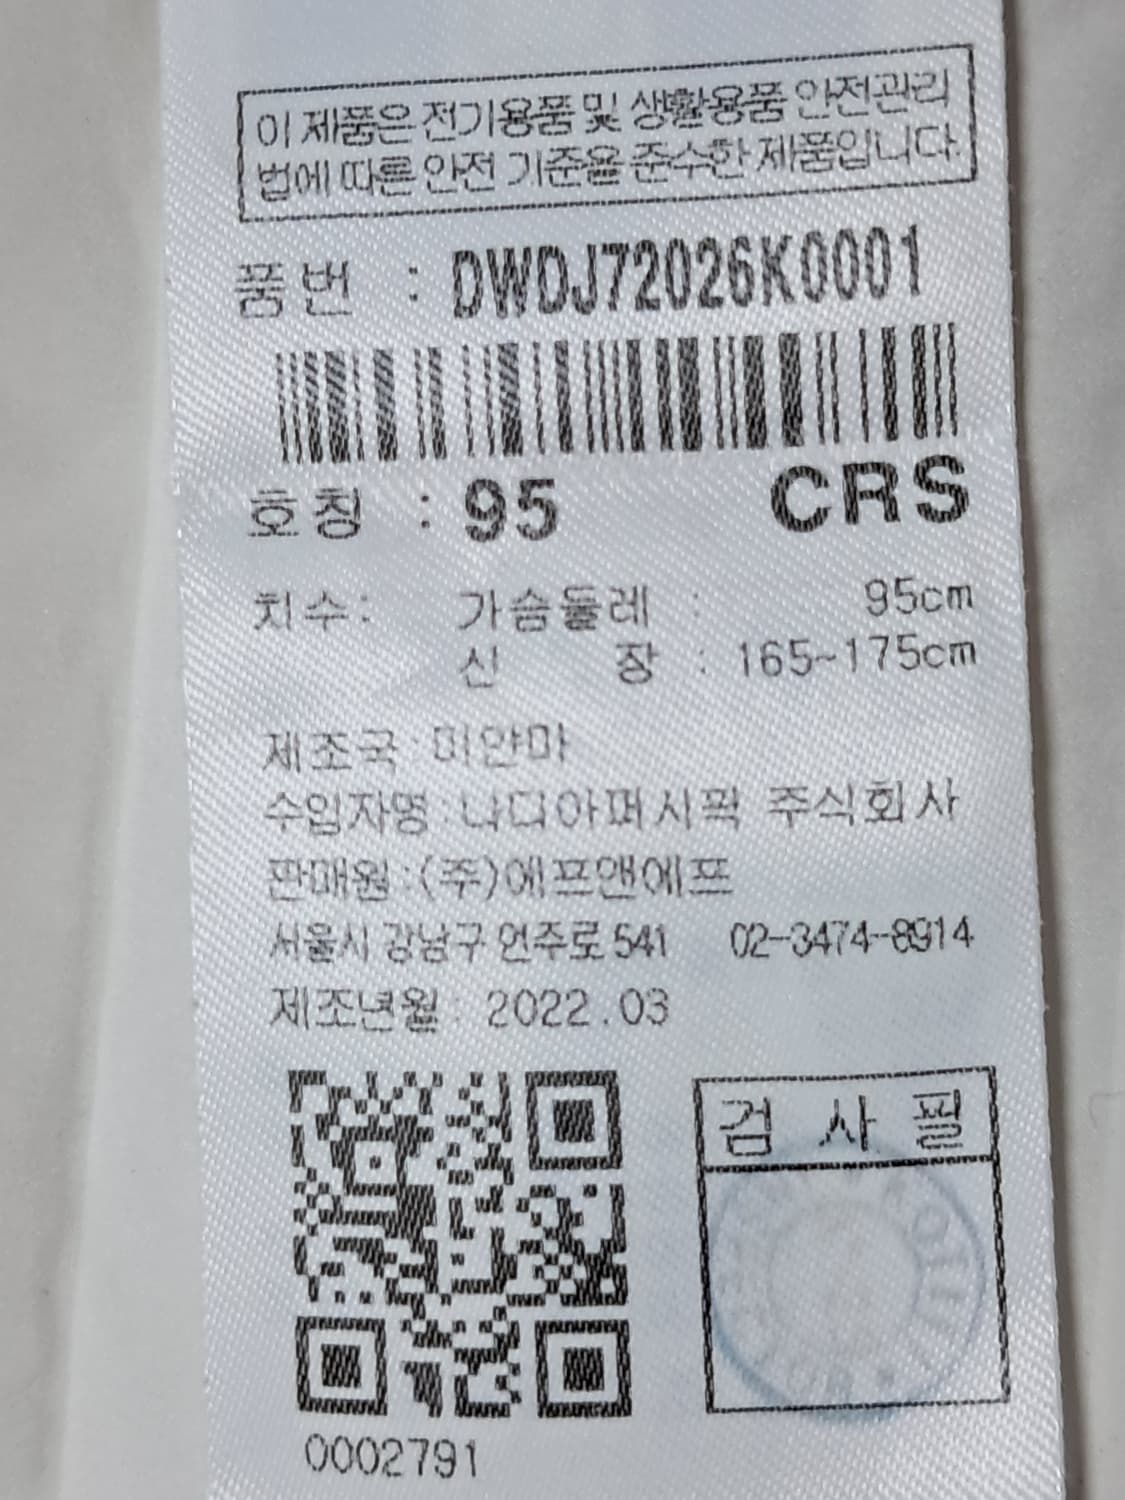 이 제품은 전기용품 및 상활용품 안전관리
법에 따른 안전 기준을 준수한 제품입니다.
품번 : DWDJ72026K0001
호칭 : 95 CRS
치수: 가슴둘레 : 95cm
신 장 : 165~175cm
제조국 : 미얀마
수입자명 : 나디아퍼시픽 주식회사
판매원 : (주)에프앤에프
서울시 강남구 언주로 541 02-3474-8914
제조년월 : 2022.03
검 사 필
0002791